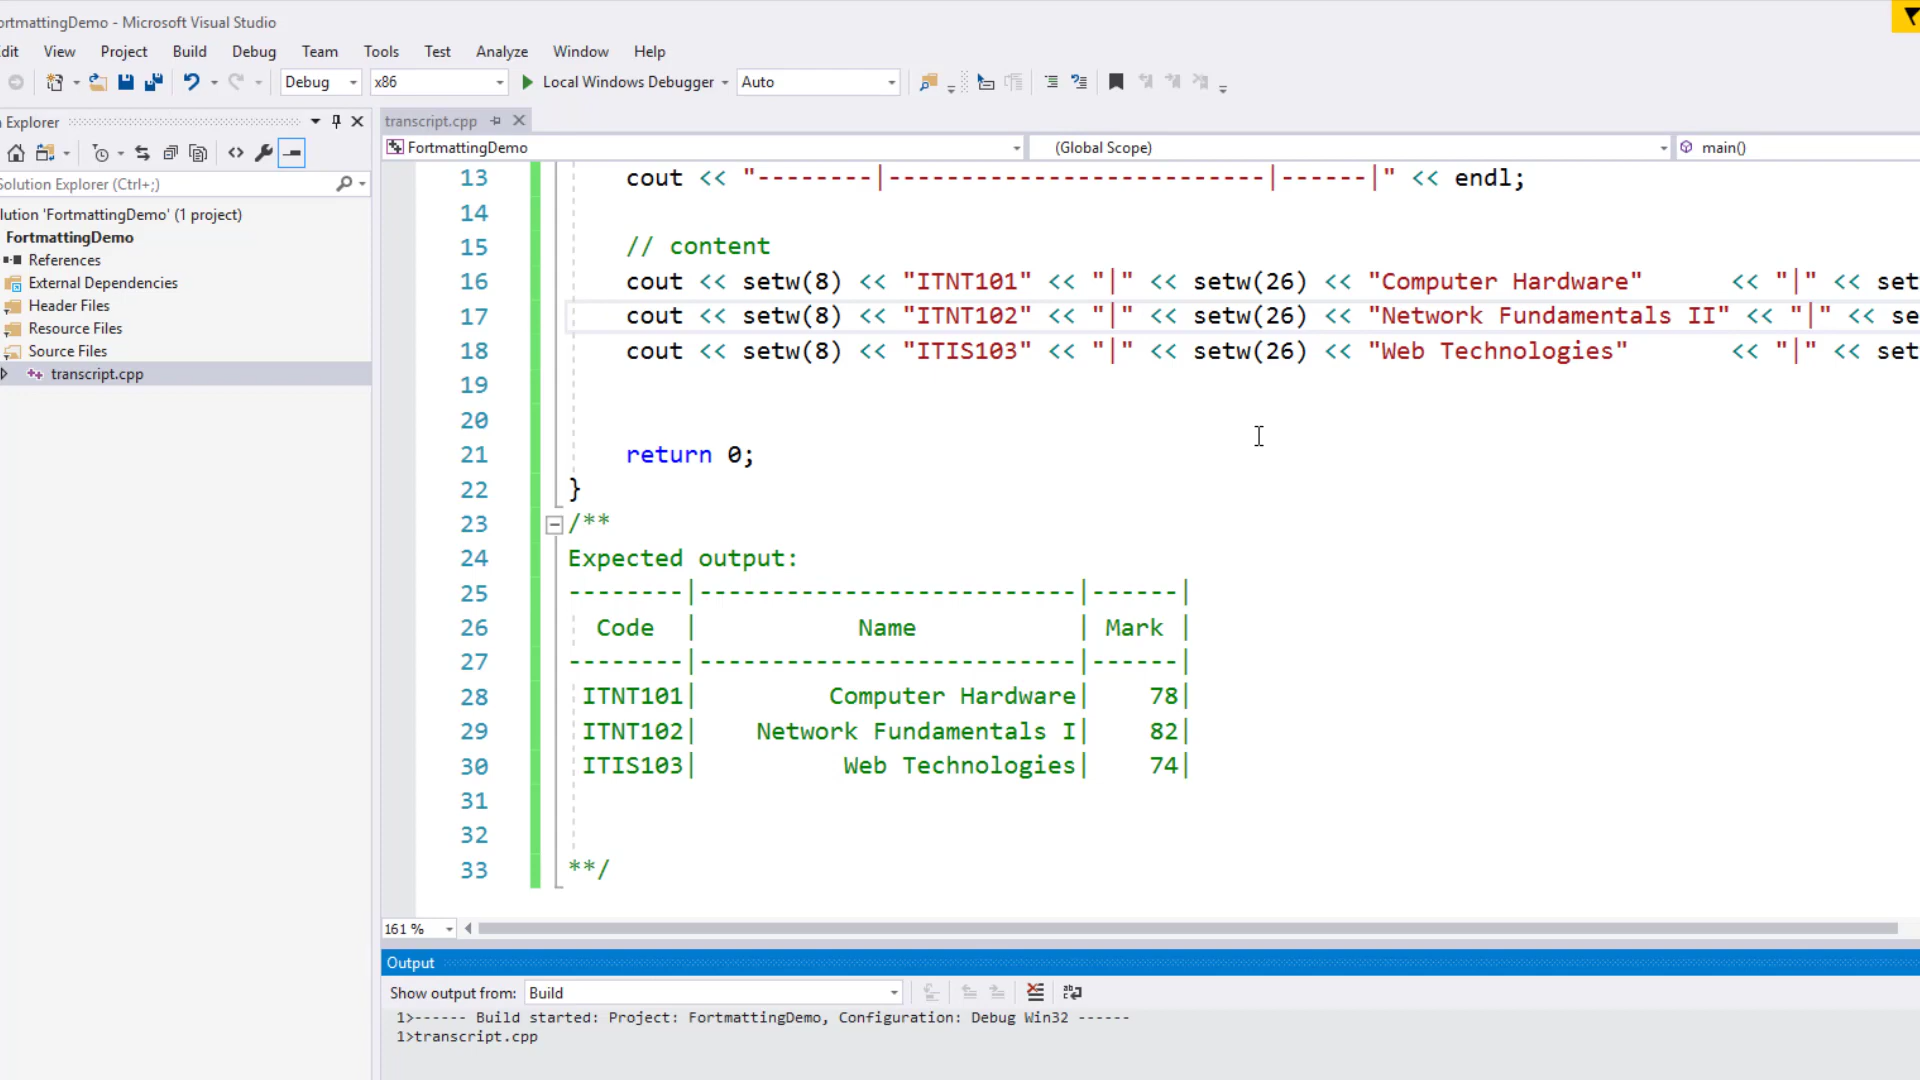 ortmattingDemo - Microsoft Visual Studio
dit View Project Build Debug Team Tools Test Analyze Window Help
Debug x86 Local Windows Debugger Auto
Explorer
Solution Explorer (Ctrl+;)
lution 'FortmattingDemo' (1 project)
FortmattingDemo
References
External Dependencies
Header Files
Resource Files
Source Files
transcript.cpp
transcript.cpp
FortmattingDemo (Global Scope) main()
13 cout << "--------|--------------------------|------|" << endl;
14
15 // content
16 cout << setw(8) << "ITNT101" << "|" << setw(26) << "Computer Hardware" << "|" << set
17 cout << setw(8) << "ITNT102" << "|" << setw(26) << "Network Fundamentals II" << "|" << se
18 cout << setw(8) << "ITIS103" << "|" << setw(26) << "Web Technologies" << "|" << set
19
20
21 return 0;
22 }
23 /**
24 Expected output:
25 --------|--------------------------|------|
26 Code | Name | Mark |
27 --------|--------------------------|------|
28 ITNT101| Computer Hardware| 78|
29 ITNT102| Network Fundamentals I| 82|
30 ITIS103| Web Technologies| 74|
31
32
33 **/
161 %
Output
Show output from: Build
1>------ Build started: Project: FortmattingDemo, Configuration: Debug Win32 ------
1>transcript.cpp